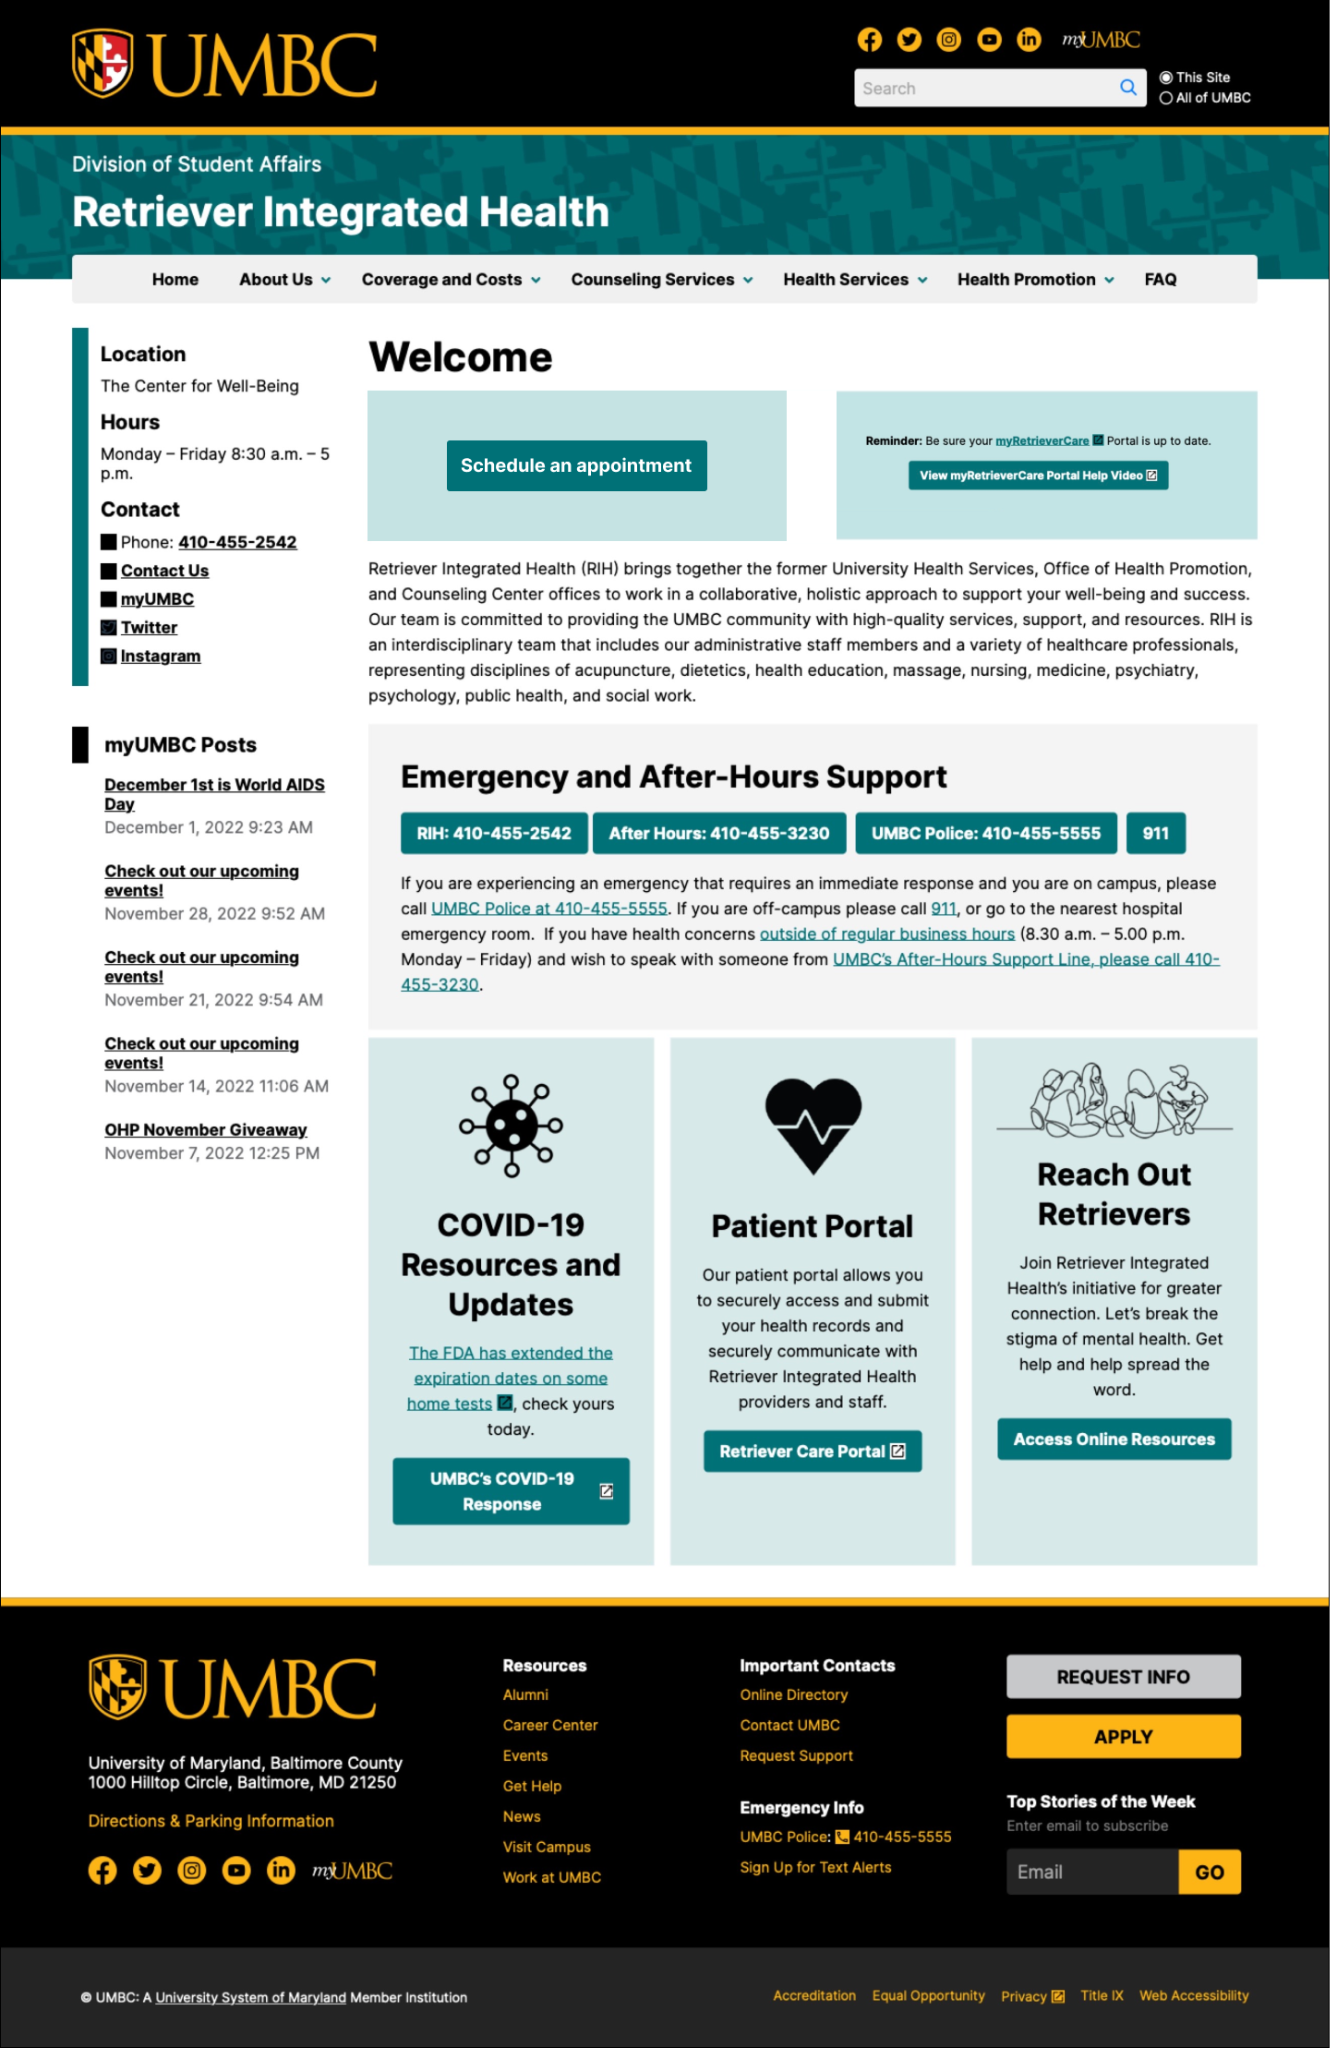 UMBC
myUMBC
Search
This Site
All of UMBC
Division of Student Affairs
Retriever Integrated Health
Home
About Us
Coverage and Costs
Counseling Services
Health Services
Health Promotion
FAQ
Location
The Center for Well-Being
Hours
Monday – Friday 8:30 a.m. – 5
p.m.
Contact
Phone: 410-455-2542
Contact Us
myUMBC
Twitter
Instagram
myUMBC Posts
December 1st is World AIDS
Day
December 1, 2022 9:23 AM
Check out our upcoming
events!
November 28, 2022 9:52 AM
Check out our upcoming
events!
November 21, 2022 9:54 AM
Check out our upcoming
events!
November 14, 2022 11:06 AM
OHP November Giveaway
November 7, 2022 12:25 PM
Welcome
Schedule an appointment
Reminder: Be sure your myRetrieverCare Portal is up to date.
View myRetrieverCare Portal Help Video
Retriever Integrated Health (RIH) brings together the former University Health Services, Office of Health Promotion,
and Counseling Center offices to work in a collaborative, holistic approach to support your well-being and success.
Our team is committed to providing the UMBC community with high-quality services, support, and resources. RIH is
an interdisciplinary team that includes our administrative staff members and a variety of healthcare professionals,
representing disciplines of acupuncture, dietetics, health education, massage, nursing, medicine, psychiatry,
psychology, public health, and social work.
Emergency and After-Hours Support
RIH: 410-455-2542
After Hours: 410-455-3230
UMBC Police: 410-455-5555
911
If you are experiencing an emergency that requires an immediate response and you are on campus, please
call UMBC Police at 410-455-5555. If you are off-campus please call 911, or go to the nearest hospital
emergency room. If you have health concerns outside of regular business hours (8.30 a.m. – 5.00 p.m.
Monday – Friday) and wish to speak with someone from UMBC's After-Hours Support Line, please call 410-
455-3230.
COVID-19
Resources and
Updates
The FDA has extended the
expiration dates on some
home tests, check yours
today.
UMBC's COVID-19
Response
Patient Portal
Our patient portal allows you
to securely access and submit
your health records and
securely communicate with
Retriever Integrated Health
providers and staff.
Retriever Care Portal
Reach Out
Retrievers
Join Retriever Integrated
Health's initiative for greater
connection. Let's break the
stigma of mental health. Get
help and help spread the
word.
Access Online Resources
UMBC
University of Maryland, Baltimore County
1000 Hilltop Circle, Baltimore, MD 21250
Directions & Parking Information
myUMBC
Resources
Alumni
Career Center
Events
Get Help
News
Visit Campus
Work at UMBC
Important Contacts
Online Directory
Contact UMBC
Request Support
Emergency Info
UMBC Police: 410-455-5555
Sign Up for Text Alerts
REQUEST INFO
APPLY
Top Stories of the Week
Enter email to subscribe
Email
GO
© UMBC: A University System of Maryland Member Institution
Accreditation
Equal Opportunity
Privacy
Title IX
Web Accessibility